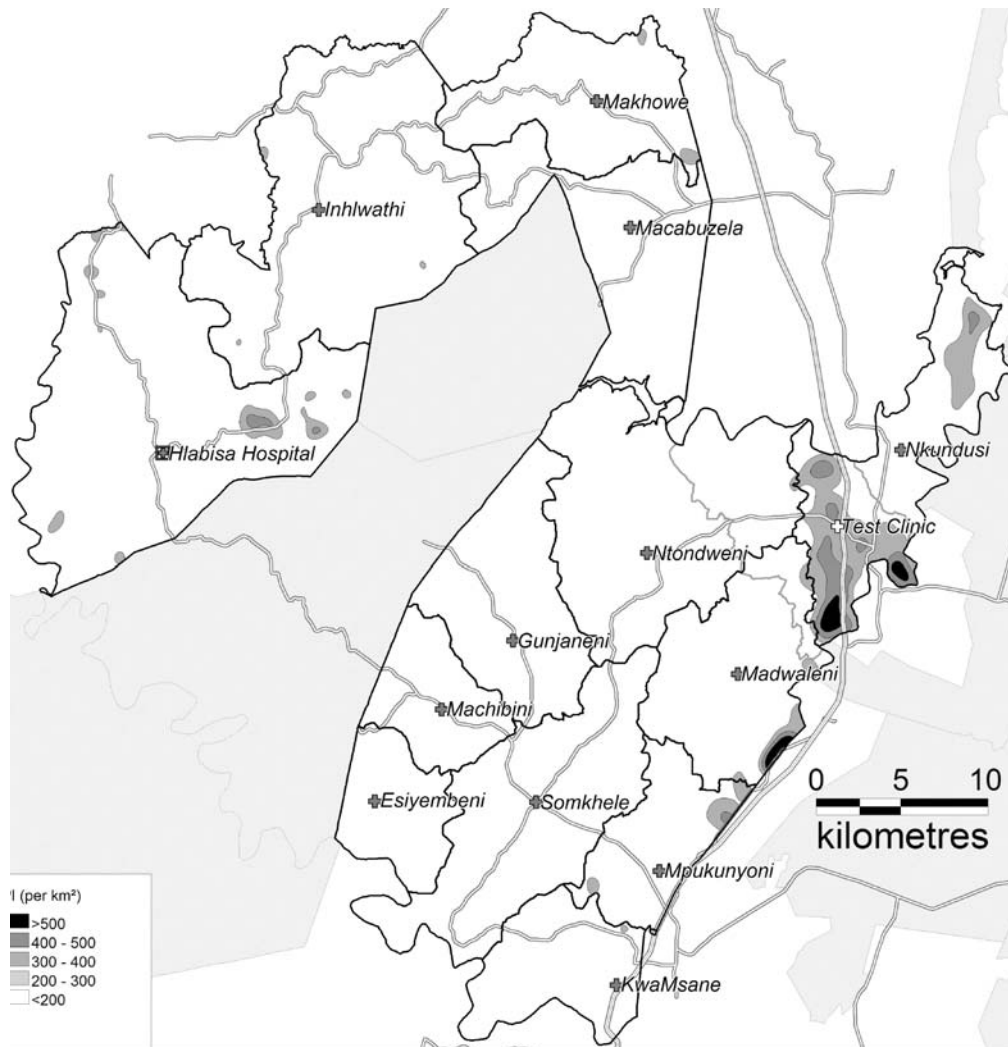 Makhowe
Inhlwathi
Macabuzela
Nkundusi
Hlabisa Hospital
Test Clinic
Ntondweni
Gunjaneni
Madwaleni
Machibini
0 5 10
kilometres
Esiyembeni
Somkhele
Mpukunyoni
KwaMsane
(per km²)
>500
400 - 500
300 - 400
200 - 300
<200